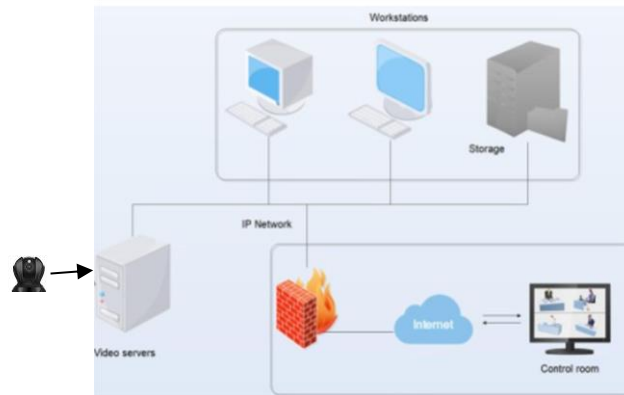 Workstations
Storage
IP Network
Internet
Video servers
Control room